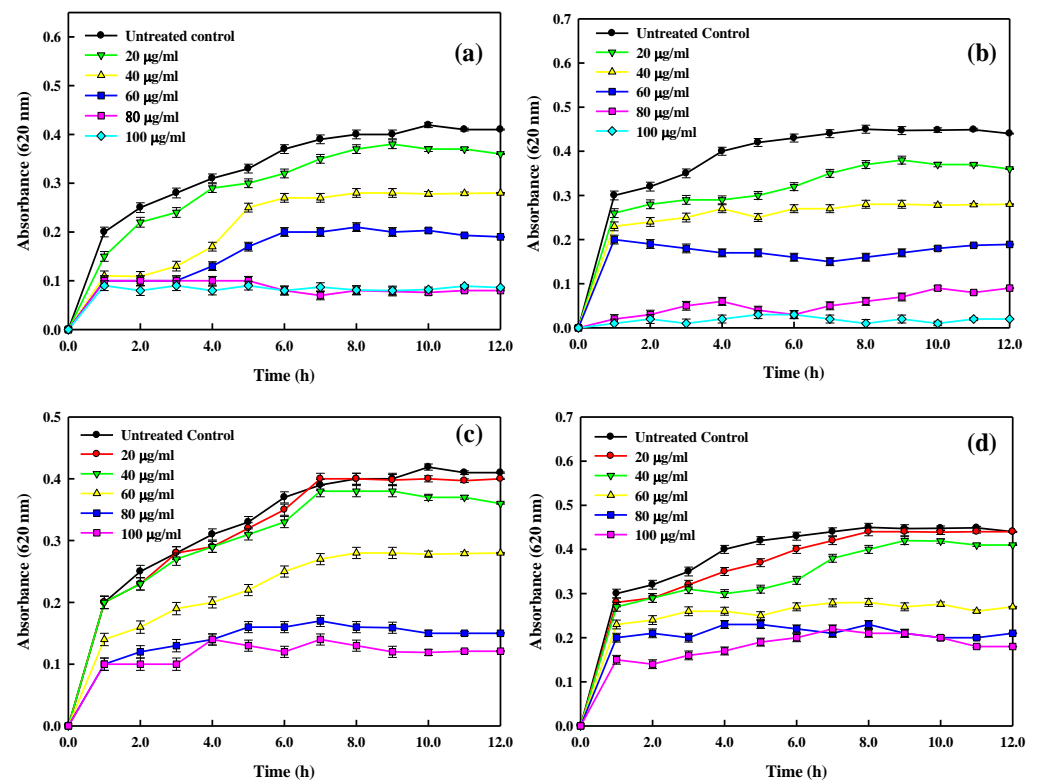 (a)
Untreated control
20 µg/ml
40 µg/ml
60 µg/ml
80 µg/ml
100 µg/ml
Absorbance (620 nm)
0.6
0.5
0.4
0.3
0.2
0.1
0.0
0.0 2.0 4.0 6.0 8.0 10.0 12.0
Time (h)
(b)
Untreated Control
20 µg/ml
40 µg/ml
60 µg/ml
80 µg/ml
100 µg/ml
Absorbance (620 nm)
0.7
0.6
0.5
0.4
0.3
0.2
0.1
0.0
0.0 2.0 4.0 6.0 8.0 10.0 12.0
Time (h)
(c)
Untreated Control
20 µg/ml
40 µg/ml
60 µg/ml
80 µg/ml
100 µg/ml
Absorbance (620 nm)
0.5
0.4
0.3
0.2
0.1
0.0
0.0 2.0 4.0 6.0 8.0 10.0 12.0
Time (h)
(d)
Untreated Control
20 µg/ml
40 µg/ml
60 µg/ml
80 µg/ml
100 µg/ml
Absorbance (620 nm)
0.7
0.6
0.5
0.4
0.3
0.2
0.1
0.0
0.0 2.0 4.0 6.0 8.0 10.0 12.0
Time (h)